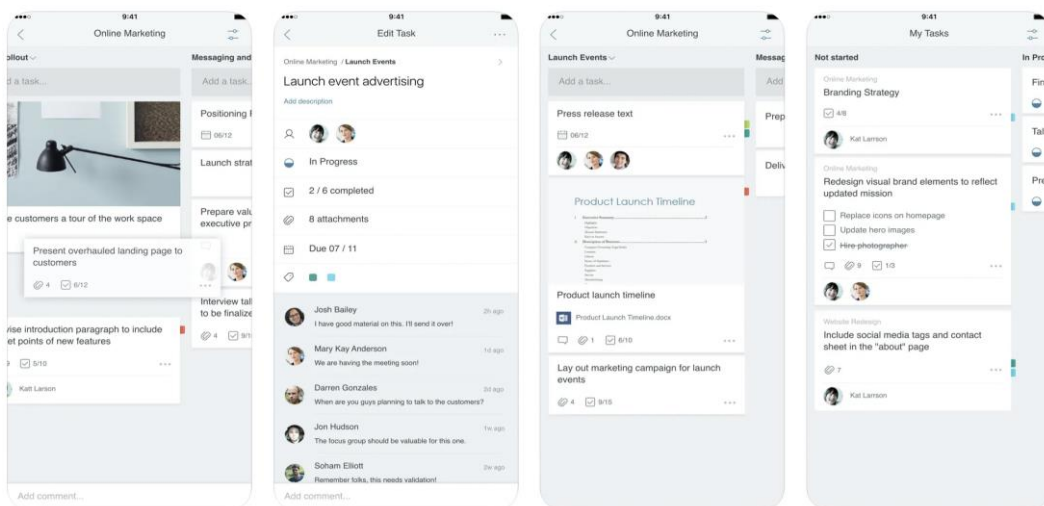 9:41
Online Marketing
ollout
Messaging and
d a task...
Add a task..
Positioning
06/12
Launch strat
e customers a tour of the work space
Prepare valu
executive pr
Present overhauled landing page to
customers
4 6/12
Interview tal
to be finalize
vise introduction paragraph to include
et points of new features
4 9/1
5/10
Katt Larson
Add comment...
9:41
Edit Task
Online Marketing / Launch Events
Launch event advertising
Add description
In Progress
2 / 6 completed
8 attachments
Due 07 / 11
Josh Bailey 2h ago
I have good material on this. I'll send it over!
Mary Kay Anderson 1d ago
We are having the meeting soon!
Darren Gonzales 2d ago
When are you guys planning to talk to the customers?
Jon Hudson 1w ago
The focus group should be valuable for this one.
Soham Elliott 2w ago
Remember folks, this needs validation!
Add comment...
9:41
Online Marketing
Launch Events
Messag
Add a task...
Add
Press release text
Prep
06/12
Deliv
Product Launch Timeline
Product launch timeline
Product Launch Timeline.docx
1 6/10
Lay out marketing campaign for launch
events
4 9/15
9:41
My Tasks
Not started
In Pro
Online Marketing
Branding Strategy
4/8
Kat Larrson
Fin
Tal
Pre
Online Marketing
Redesign visual brand elements to reflect
updated mission
Replace icons on homepage
Update hero images
Hire photographer
9 1/3
Website Redesign
Include social media tags and contact
sheet in the "about" page
7
Kat Larrson